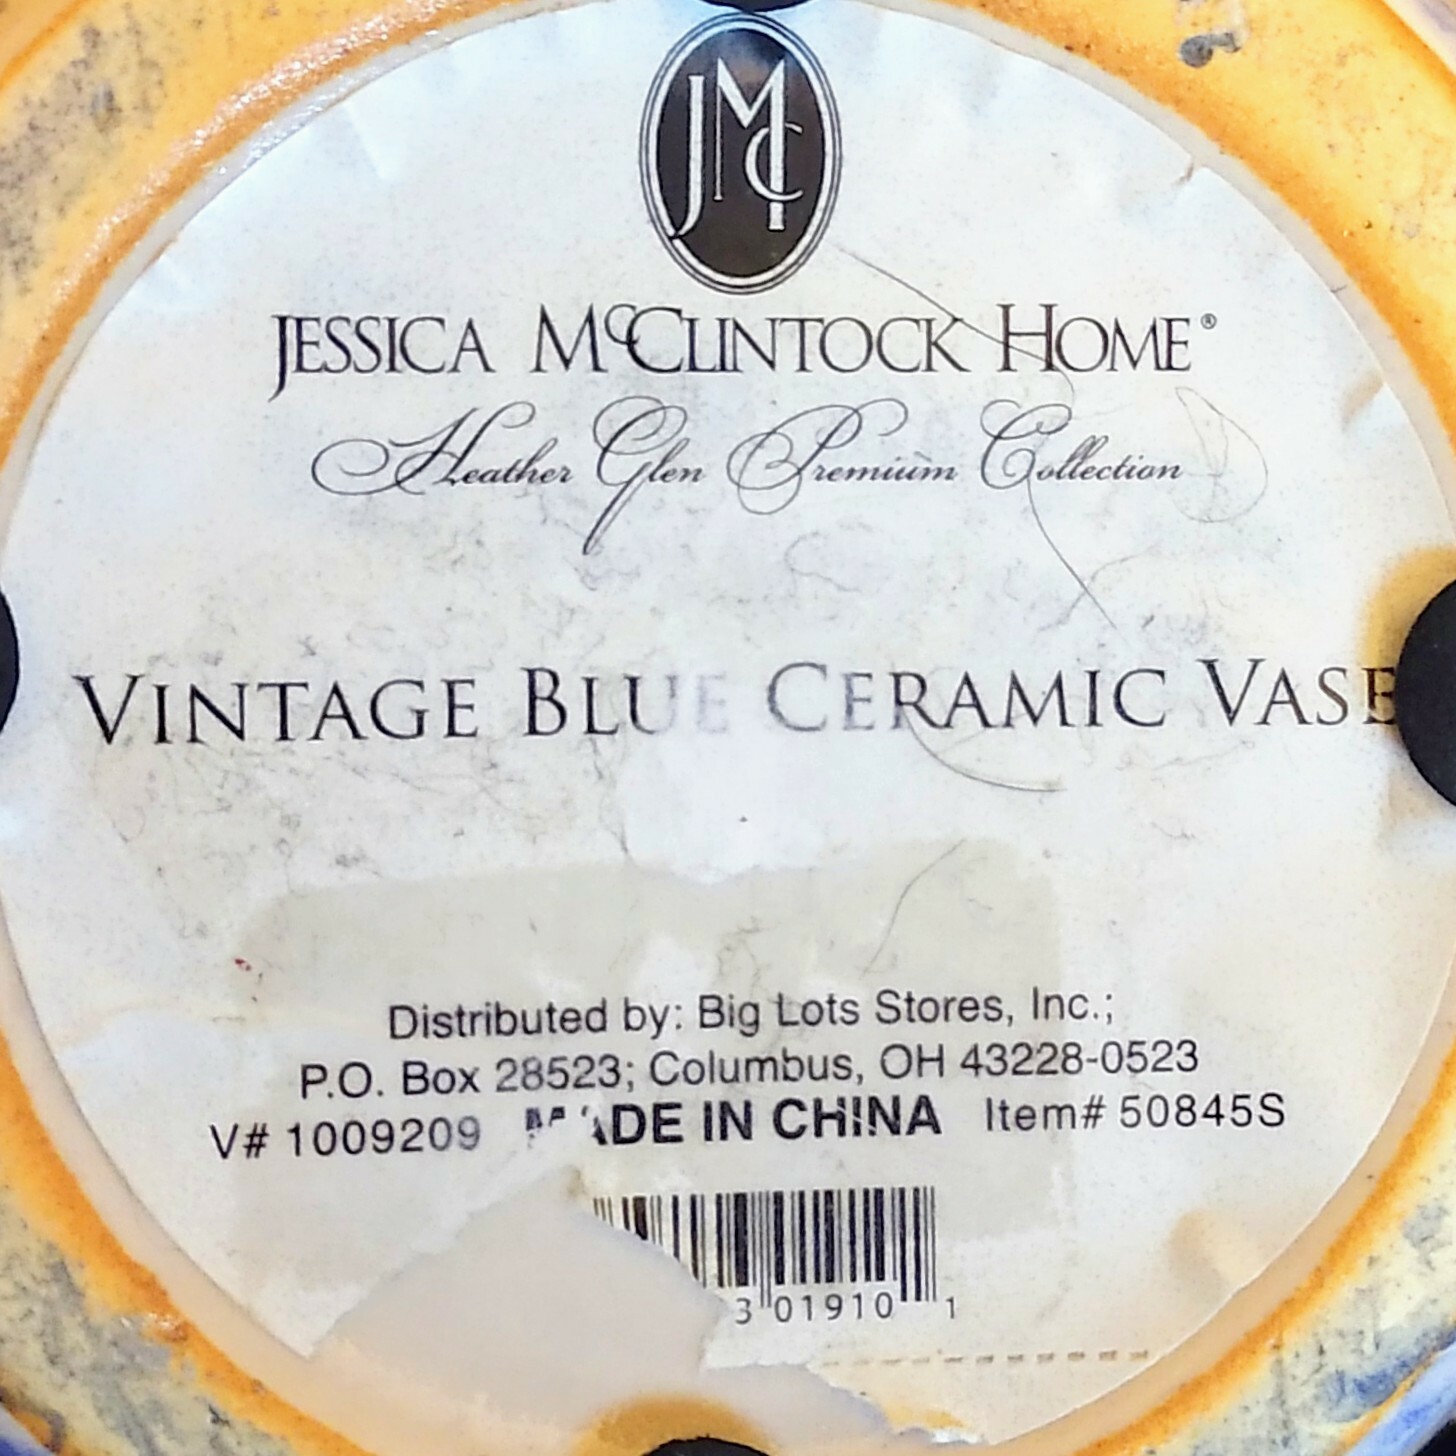 JMC
JESSICA McCLINTOCK HOME®
Heather Glen Premium Collection
VINTAGE BLUE CERAMIC VASE
Distributed by: Big Lots Stores, Inc.;
P.O. Box 28523; Columbus, OH 43228-0523
V# 1009209 MADE IN CHINA Item# 50845S
3 01910 1